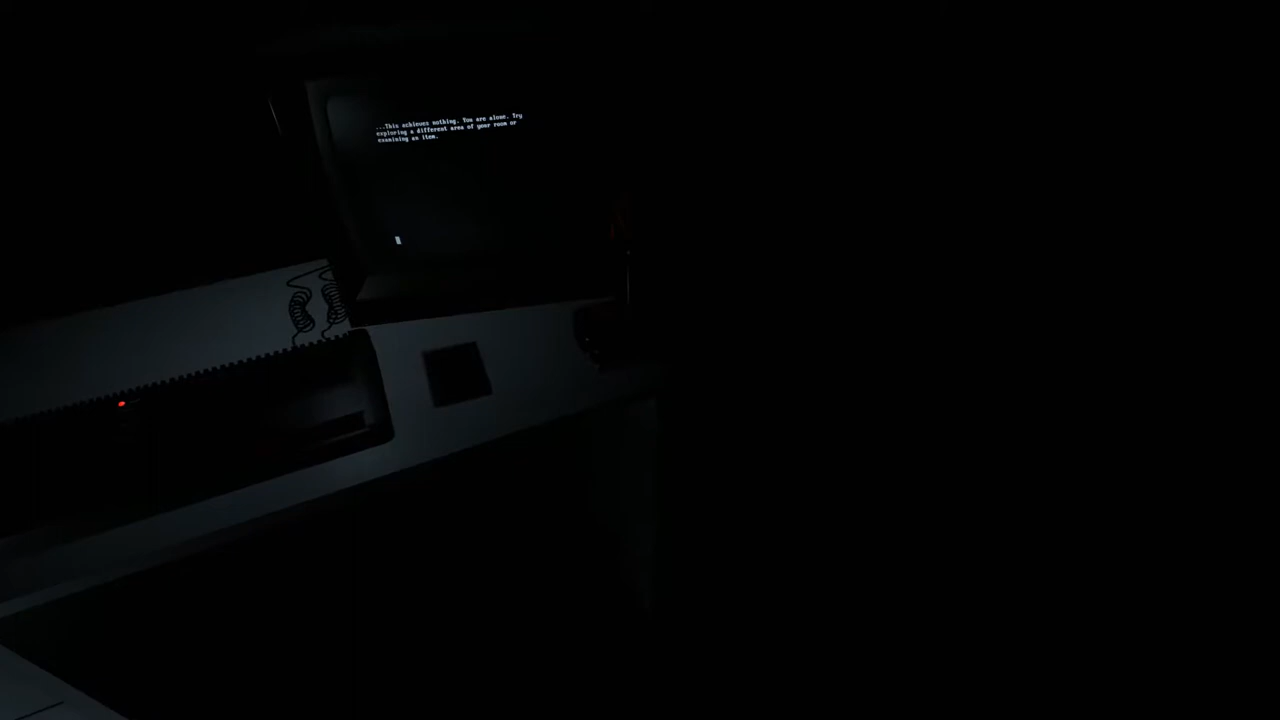 ...This achieves nothing. You are alone. Try
exploring a different area of your room or
examining an item.